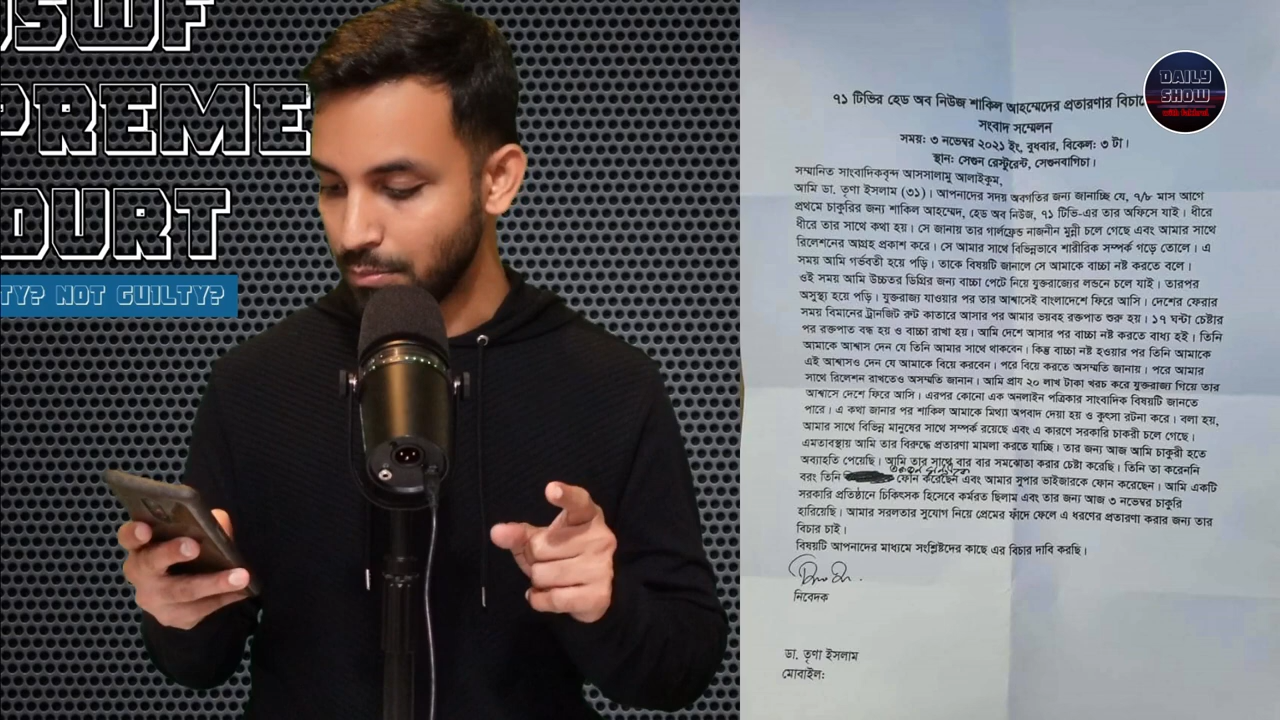 SWF
PREME
OURT
TY? NOT GUILTY?
DAILY
SHOW
৭১ টিভির হেড অব নিউজ শাকিল আহমেদের প্রতারণার বিচা
সংবাদ সম্মেলন
সময়: ৩ নভেম্বর ২০২১ ইং, বুধবার, বিকেল: ৩ টা।
স্থান: সেগুন রেস্টুরেন্ট, সেগুনবাগিচা।
সম্মানিত সাংবাদিকবৃন্দ আসসালামু আলাইকুম,
আমি ডা. তৃণা ইসলাম (৩১)। আপনাদের সদয় অবগতির জন্য জানাচ্ছি যে, ৭/৮ মাস আগে
প্রথমে চাকুরির জন্য শাকিল আহমেদ, হেড অব নিউজ, ৭১ টিভি-এর তার অফিসে যাই। ধীরে
ধীরে তার সাথে কথা হয়। সে জানায় তার গার্লফ্রেন্ড নাজনীন মুন্নী চলে গেছে এবং আমার সাথে
রিলেশনের আগ্রহ প্রকাশ করে। সে আমার সাথে বিভিন্নভাবে শারীরিক সম্পর্ক গড়ে তোলে। এ
সময় আমি গর্ভবতী হয়ে পড়ি। তাকে বিষয়টি জানালে সে আমাকে বাচ্চা নষ্ট করতে বলে।
ওই সময় আমি উচ্চতর ডিগ্রির জন্য বাচ্চা পেটে নিয়ে যুক্তরাজ্যের লন্ডনে চলে যাই। তারপর
অসুস্থ্য হয়ে পড়ি। যুক্তরাজ্য যাওয়ার পর তার আশ্বাসেই বাংলাদেশে ফিরে আসি। দেশের ফেরার
সময় বিমানের ট্রানজিট রুট কাতারে আসার পর আমার ভয়াবহ রক্তপাত শুরু হয়। ১৭ ঘন্টা চেষ্টার
পর রক্তপাত বন্ধ হয় ও বাচ্চা রাখা হয়। আমি দেশে আসার পর বাচ্চা নষ্ট করতে বাধ্য হই। তিনি
আমাকে আশ্বাস দেন যে তিনি আমার সাথে থাকবেন। কিন্তু বাচ্চা নষ্ট হওয়ার পর তিনি আমাকে
এই আশ্বাসও দেন যে আমাকে বিয়ে করবেন। পরে বিয়ে করতে অসম্মতি জানায়। পরে আমার
সাথে রিলেশন রাখতেও অসম্মতি জানান। আমি প্রায় ২০ লাখ টাকা খরচ করে যুক্তরাজ্য গিয়ে তার
আশ্বাসে দেশে ফিরে আসি। এরপর কোনো এক অনলাইন পত্রিকার সাংবাদিক বিষয়টি জানতে
পারে। এ কথা জানার পর শাকিল আমাকে মিথ্যা অপবাদ দেয়া হয় ও কুৎসা রটনা করে। বলা হয়,
আমার সাথে বিভিন্ন মানুষের সাথে সম্পর্ক রয়েছে এবং এ কারণে সরকারি চাকরী চলে গেছে।
এমতাবস্থায় আমি তার বিরুদ্ধে প্রতারণা মামলা করতে যাচ্ছি। তার জন্য আজ আমি চাকুরী হতে
অব্যাহতি পেয়েছি। আমি তার সাথে বার বার সমঝোতা করার চেষ্টা করেছি। তিনি তা করেননি
বরং তিনি ফোন করেছেন এবং আমার সুপার ভাইজারকে ফোন করেছেন। আমি একটি
সরকারি প্রতিষ্ঠানে চিকিৎসক হিসেবে কর্মরত ছিলাম এবং তার জন্য আজ ৩ নভেম্বর চাকুরি
হারিয়েছি। আমার সরলতার সুযোগ নিয়ে প্রেমের ফাঁদে ফেলে এ ধরণের প্রতারণা করার জন্য তার
বিচার চাই।
বিষয়টি আপনাদের মাধ্যমে সংশ্লিষ্টদের কাছে এর বিচার দাবি করছি।
নিবেদক
ডা. তৃণা ইসলাম
মোবাইল: